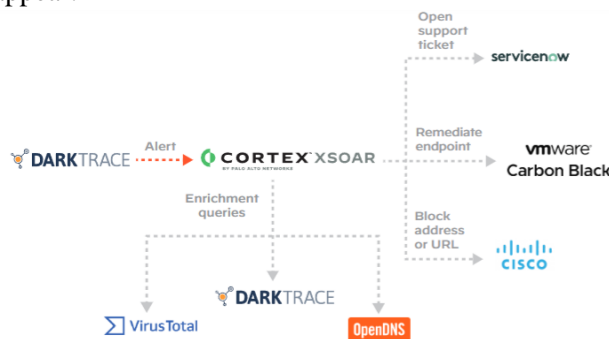 Open
support
ticket
servicenow
Remediate
endpoint
vmware
Carbon Black
DARKTRACE
Alert
CORTEX XSOAR
BY PALO ALTO NETWORKS
Enrichment
queries
Block
address
or URL
CISCO
DARKTRACE
VirusTotal
OpenDNS